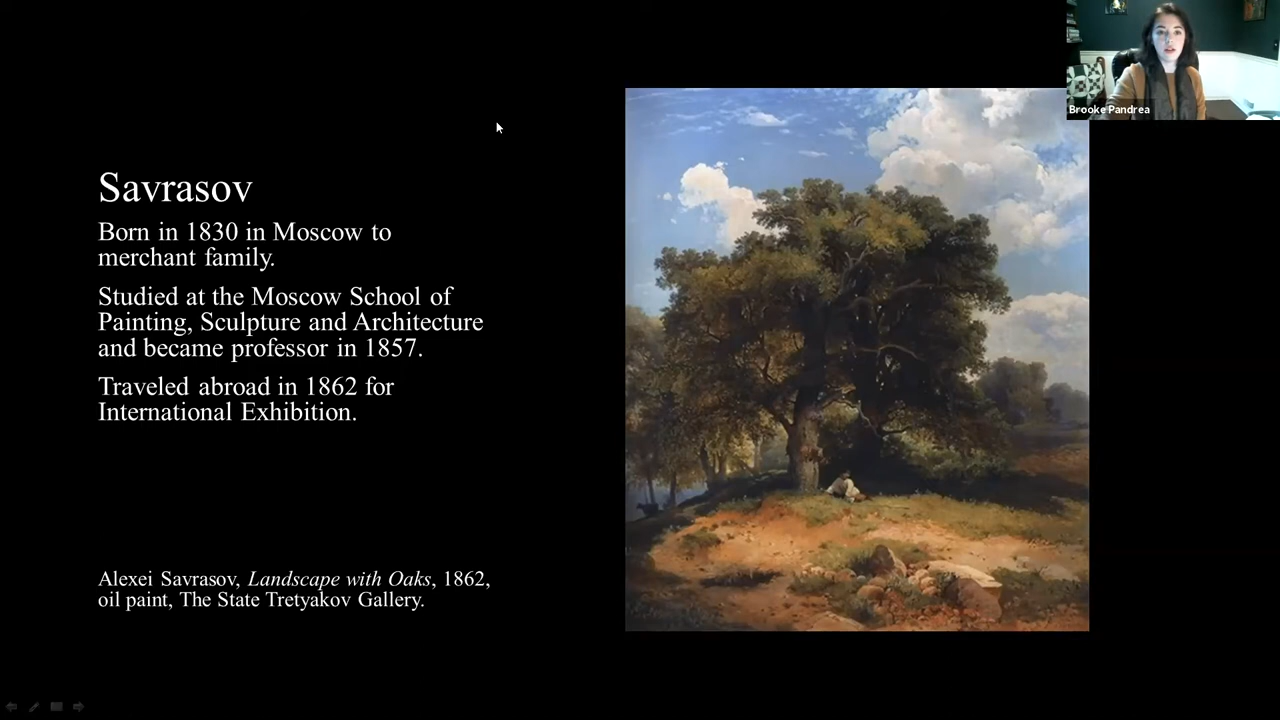 Brooke Pandrea
Savrasov
Born in 1830 in Moscow to
merchant family.
Studied at the Moscow School of
Painting, Sculpture and Architecture
and became professor in 1857.
Traveled abroad in 1862 for
International Exhibition.
Alexei Savrasov, Landscape with Oaks, 1862,
oil paint, The State Tretyakov Gallery.